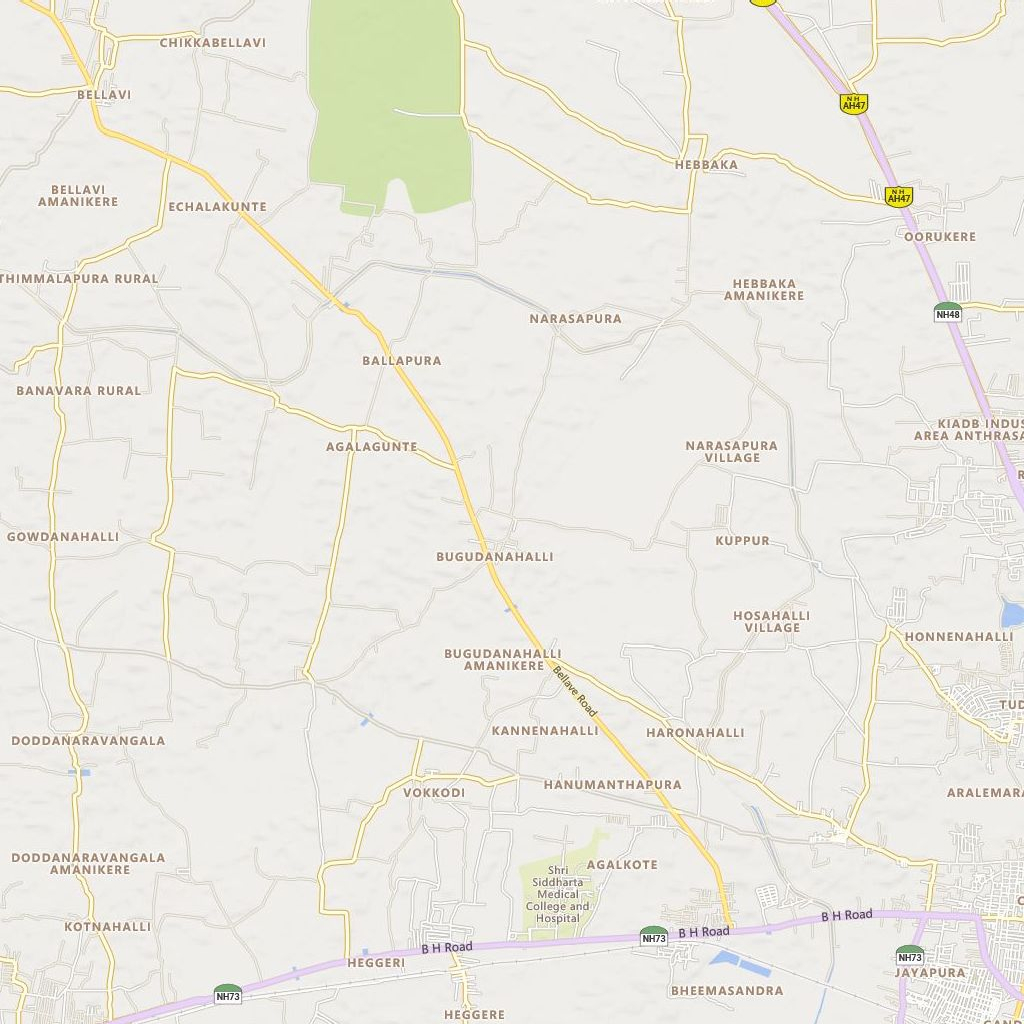 CHIKKABELLAVI
BELLAVI
NH
AH47
HEBBAKA
BELLAVI
AMANIKERE
ECHALAKUNTE
NH
AH47
OORUKERE
THIMMALAPURA RURAL
HEBBAKA
AMANIKERE
NH48
NARASAPURA
BALLAPURA
BANAVARA RURAL
KIADB INDUS
AREA ANTHRASA
AGALAGUNTE
NARASAPURA
VILLAGE
R
GOWDANAHALLI
KUPPUR
BUGUDANAHALLI
HOSAHALLI
VILLAGE
HONNENAHALLI
BUGUDANAHALLI
AMANIKERE
Bellave Road
TUD
DODDANARAVANGALA
KANNENAHALLI
HARONAHALLI
VOKKODI
HANUMANTHAPURA
ARALEMARA
DODDANARAVANGALA
AMANIKERE
AGALKOTE
Shri
Siddharta
Medical
College and
Hospital
KOTNAHALLI
B H Road
B H Road
NH73
B H Road
NH73
HEGGERI
JAYAPURA
NH73
BHEEMASANDRA
HEGGERE